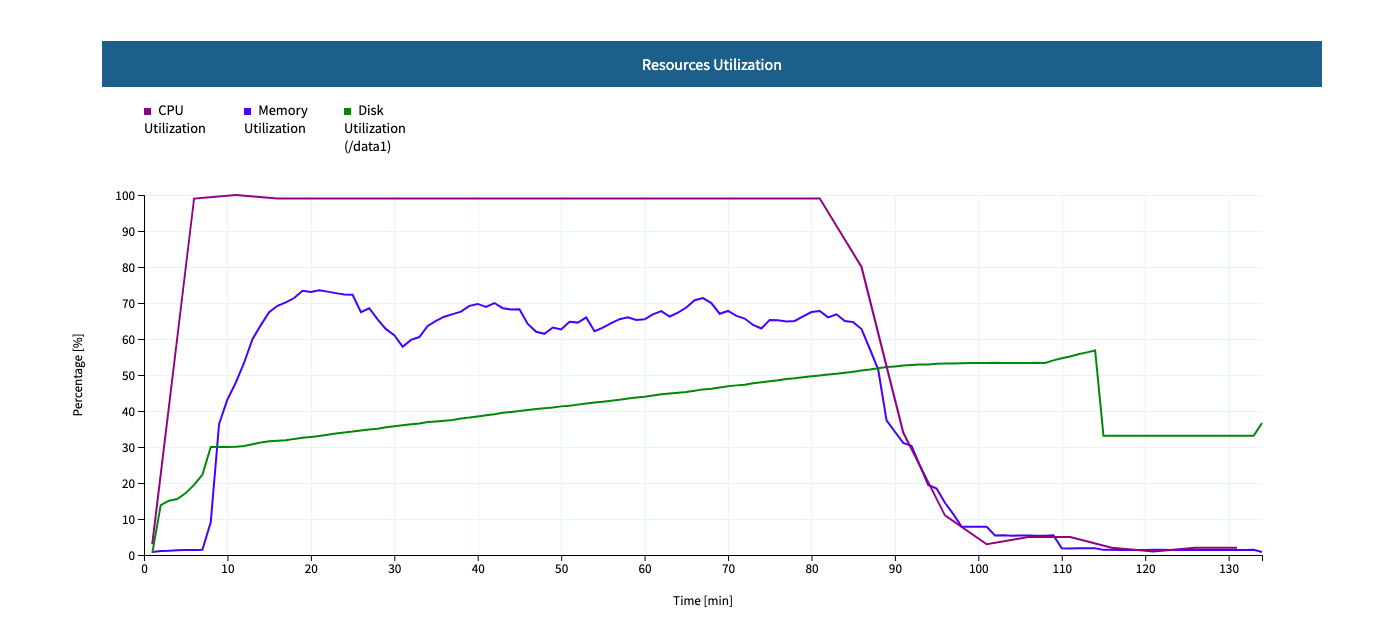 Resources Utilization
CPU
Utilization
Memory
Utilization
Disk
Utilization
(/data1)
100
90
80
70
60
50
40
30
20
10
0
Percentage [%]
0 10 20 30 40 50 60 70 80 90 100 110 120 130
Time [min]